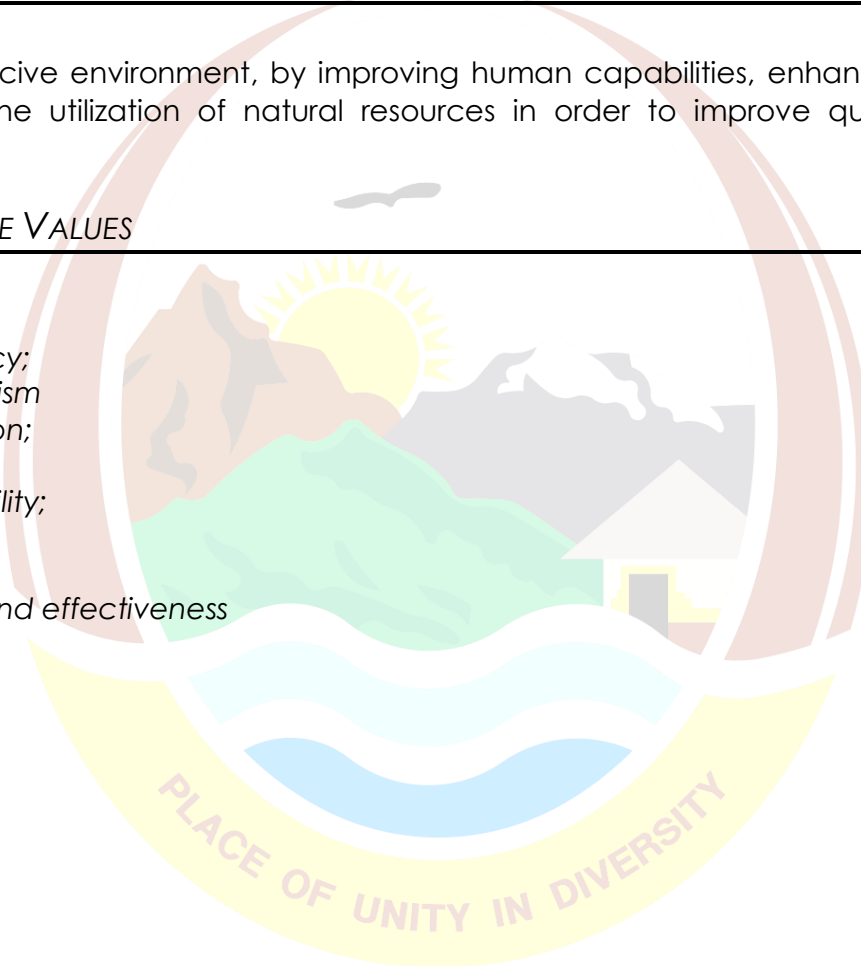 cive environment, by improving human capabilities, enhan
he utilization of natural resources in order to improve qu
E VALUES
cy;
ism
on;
ility;
nd effectiveness
PLACE OF UNITY IN DIVERSITY